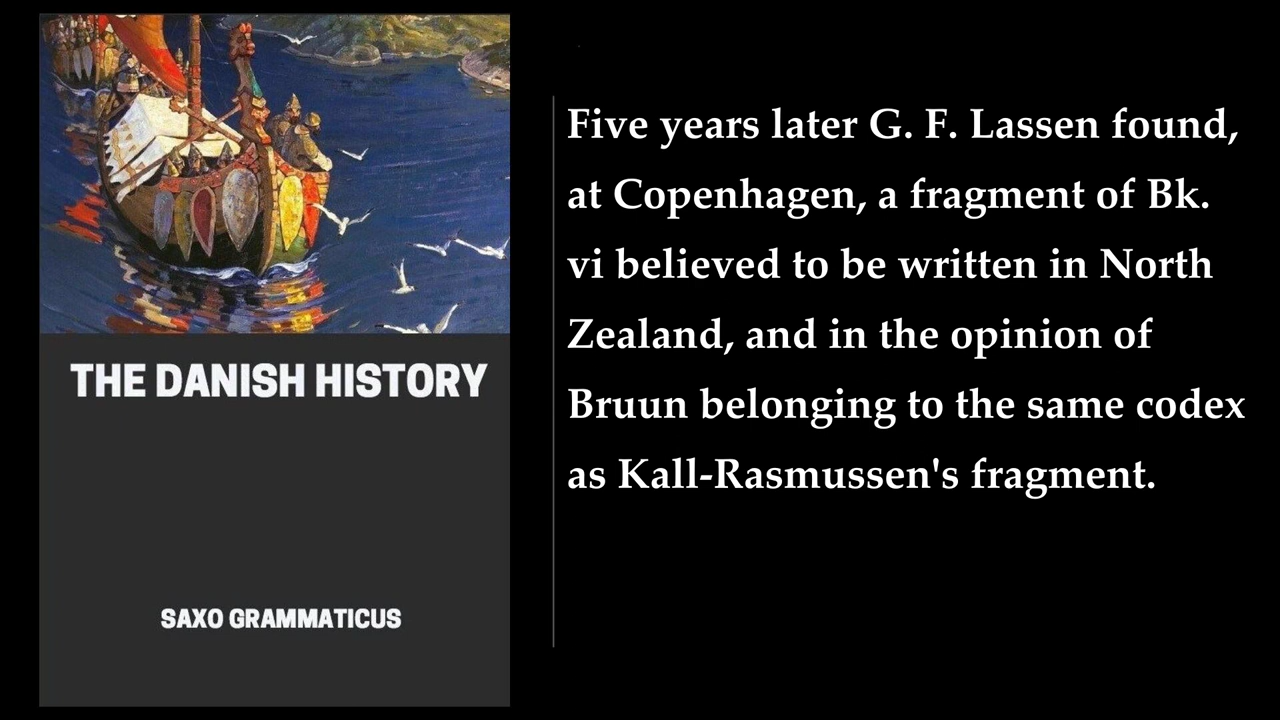 THE DANISH HISTORY
SAXO GRAMMATICUS
Five years later G. F. Lassen found,
at Copenhagen, a fragment of Bk.
vi believed to be written in North
Zealand, and in the opinion of
Bruun belonging to the same codex
as Kall-Rasmussen's fragment.